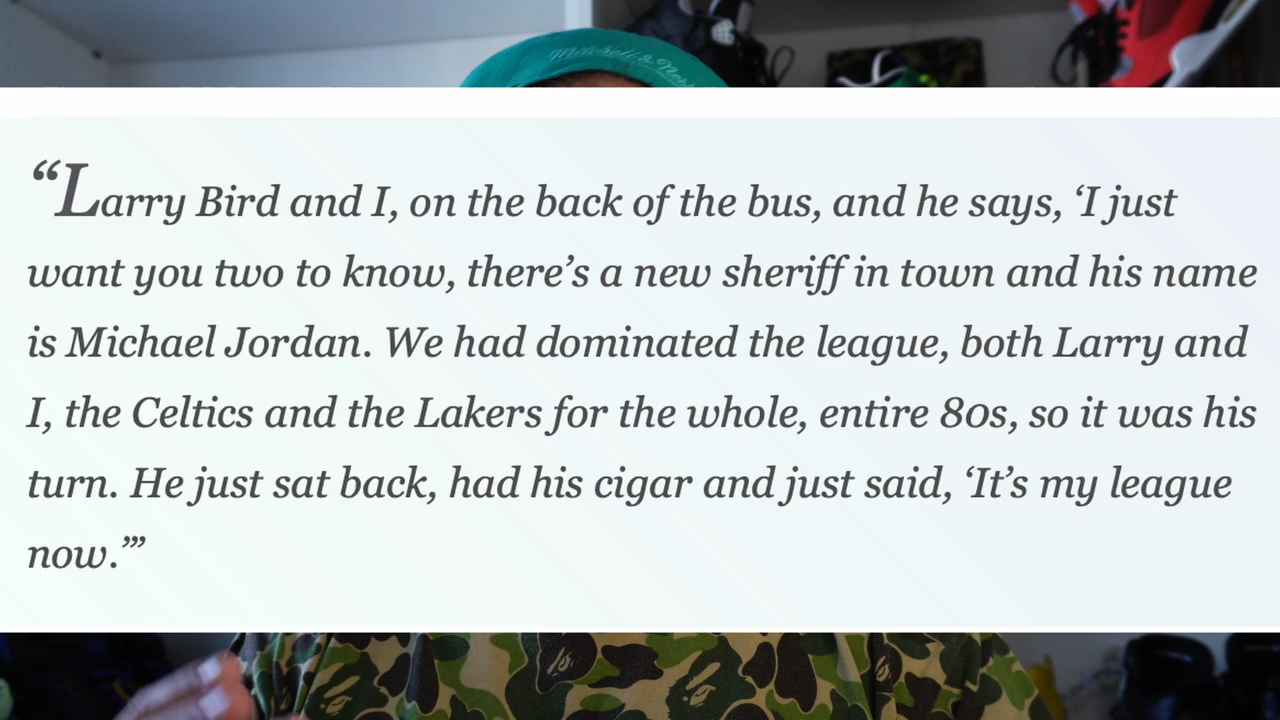 Mitchell & Ness
“Larry Bird and I, on the back of the bus, and he says, ‘I just
want you two to know, there’s a new sheriff in town and his name
is Michael Jordan. We had dominated the league, both Larry and
I, the Celtics and the Lakers for the whole, entire 80s, so it was his
turn. He just sat back, had his cigar and just said, ‘It’s my league
now.’”